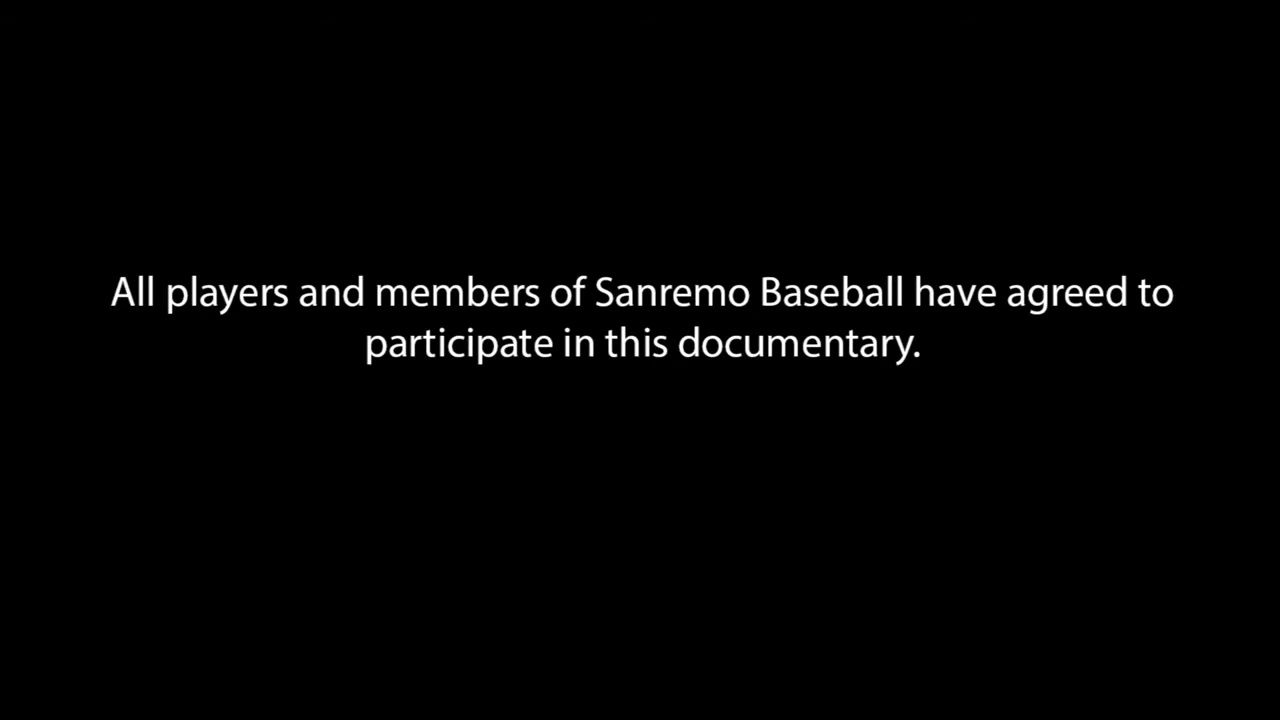 All players and members of Sanremo Baseball have agreed to
participate in this documentary.